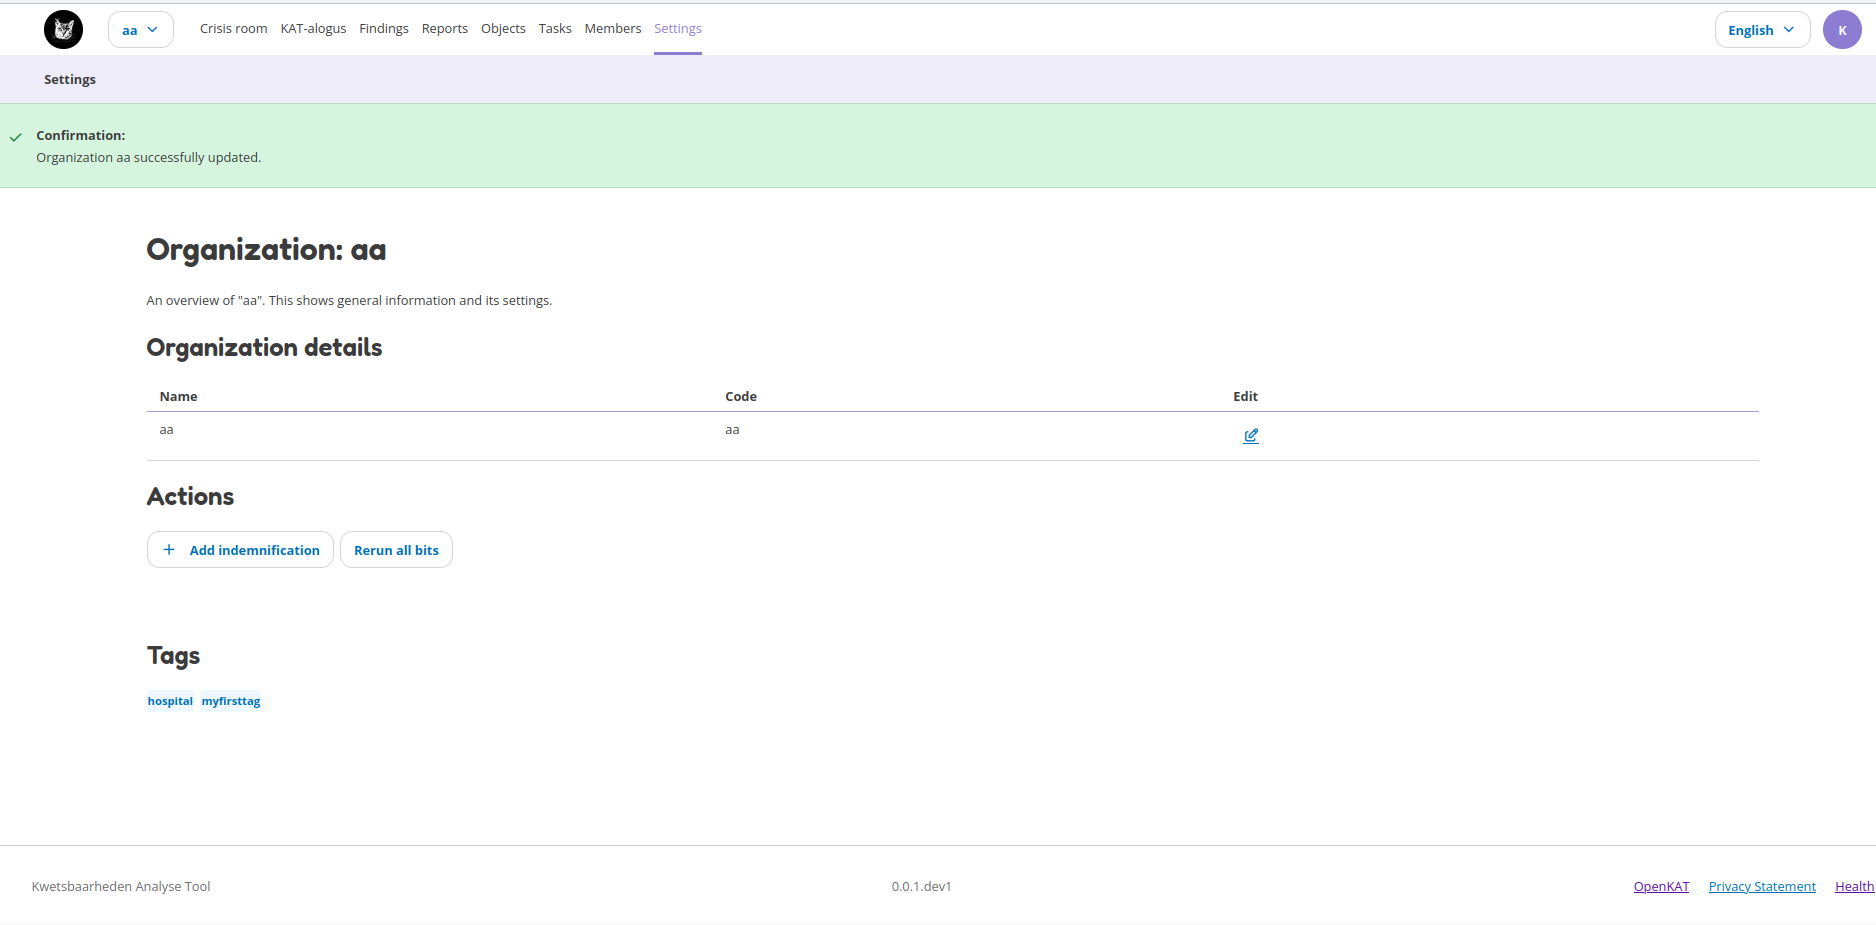 aa
Crisis room KAT-alogus Findings Reports Objects Tasks Members Settings
English
K
Settings
Confirmation:
Organization aa successfully updated.
Organization: aa
An overview of "aa". This shows general information and its settings.
Organization details
Name Code Edit
aa aa
Actions
+ Add indemnification Rerun all bits
Tags
hospital myfirsttag
Kwetsbaarheden Analyse Tool 0.0.1.dev1 OpenKAT Privacy Statement Health